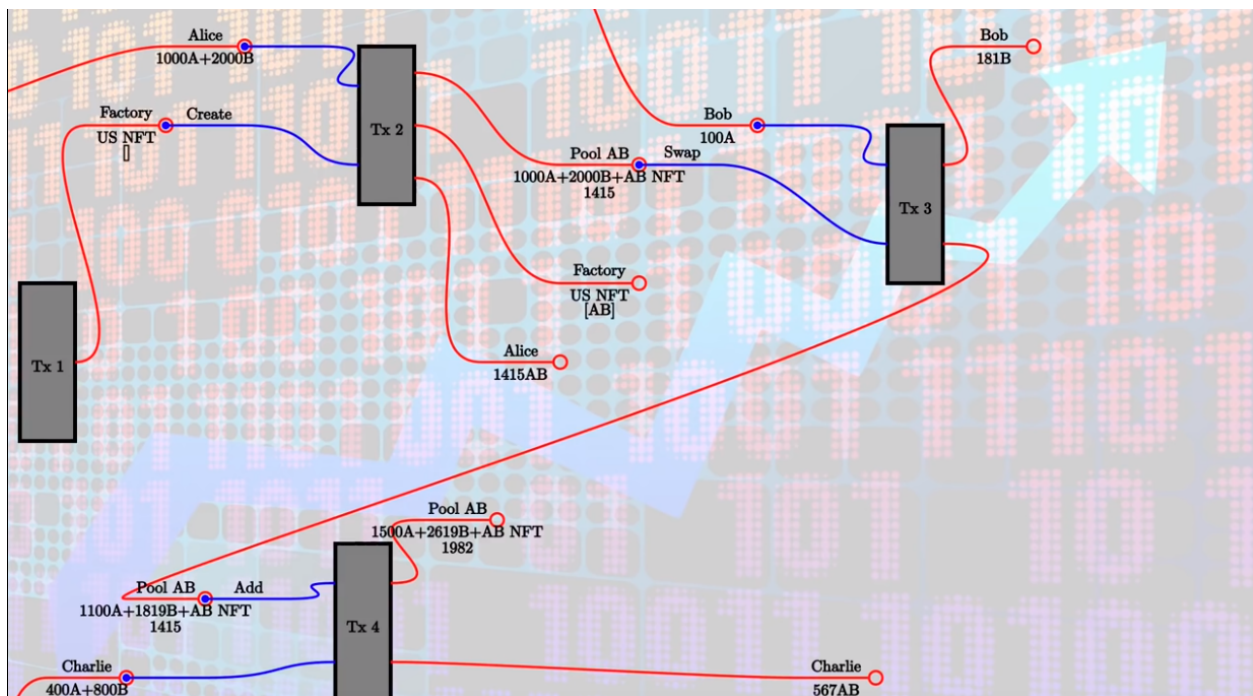 Alice
1000A+2000B
Factory
Create
US NFT
[]
Tx 1
Tx 2
Pool AB
Swap
1000A+2000B+AB NFT
1415
Factory
US NFT
[AB]
Alice
1415AB
Bob
100A
Tx 3
Bob
181B
Pool AB
1500A+2619B+AB NFT
1982
Pool AB
Add
1100A+1819B+AB NFT
1415
Tx 4
Charlie
400A+800B
Charlie
567AB